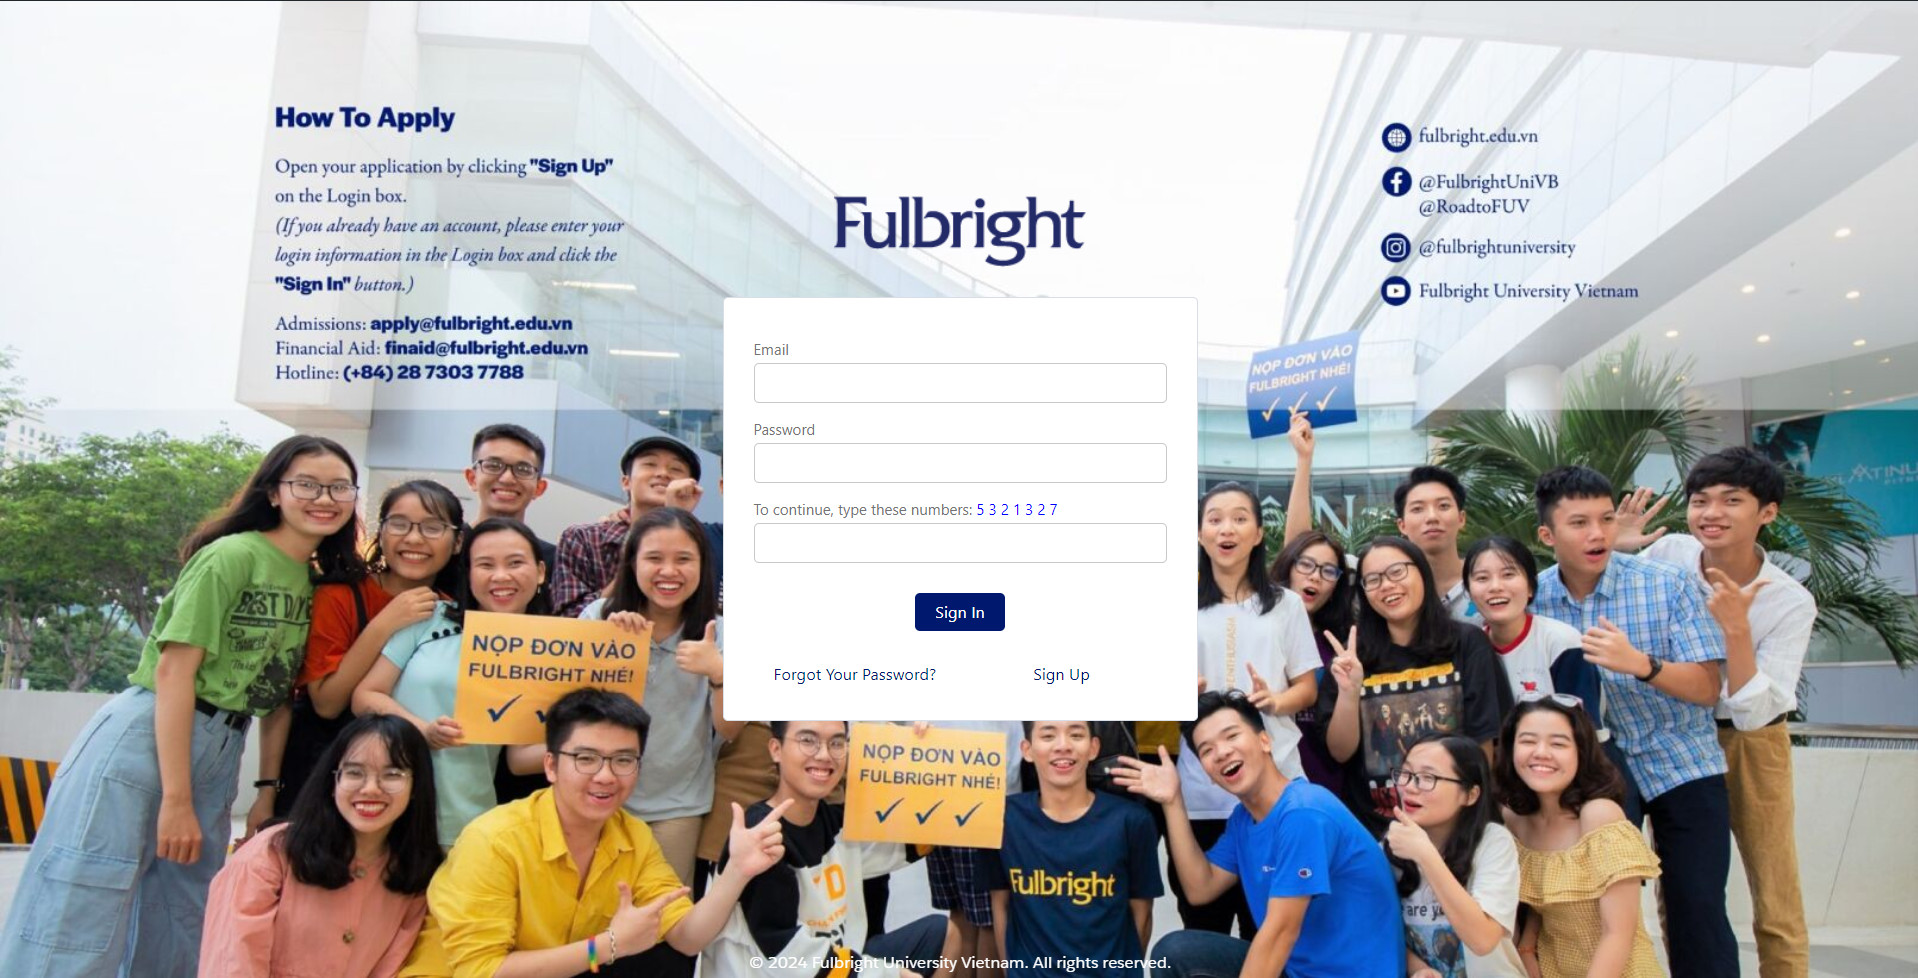 How To Apply
Open your application by clicking "Sign Up"
on the Login box.
(If you already have an account, please enter your
login information in the Login box and click the
"Sign In" button.)
Admissions: apply@fulbright.edu.vn
Financial Aid: finaid@fulbright.edu.vn
Hotline: (+84) 28 7303 7788
fulbright.edu.vn
@FulbrightUniVB
@RoadtoFUV
@fulbrightuniversity
Fulbright University Vietnam
Fulbright
Email
Password
To continue, type these numbers: 5 3 2 1 3 2 7
Sign In
Forgot Your Password?
Sign Up
NỘP ĐƠN VÀO
FULBRIGHT NHÉ!
NỘP ĐƠN VÀO
FULBRIGHT NHÉ!
NỘP ĐƠN VÀO
FULBRIGHT NHÉ!
BEST
Fulbright
are
© 2024 Fulbright University Vietnam. All rights reserved.